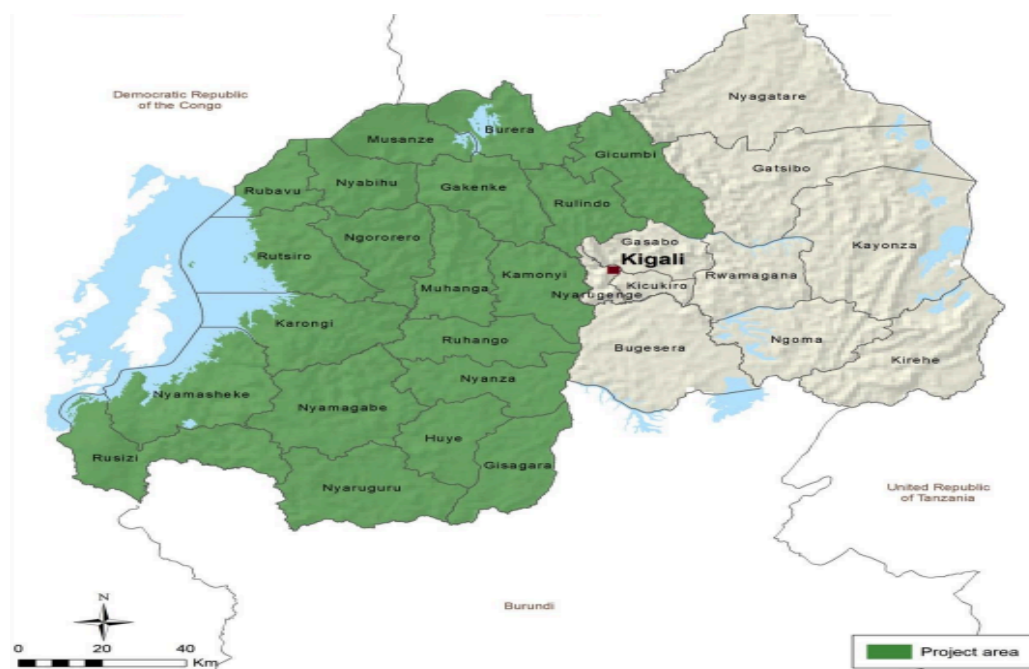 Nyagatare
Democratic Republic
of the Congo
Burera
Musanze
Gicumbi
Gatsibo
Rubavu
Nyabihu
Gakenke
Rulindo
Ngororero
Gasabo
Kayonza
Rutsiro
Kigali
Kamonyi
Rwamagana
Muhanga
Nyarugenge
Kicukiro
Karongi
Ruhango
Bugesera
Ngoma
Kirehe
Nyanza
Nyamasheke
Nyamagabe
Huye
Rusizi
Gisagara
Nyaruguru
United Republic
of Tanzania
N
Burundi
0 20 40
Km
Project area